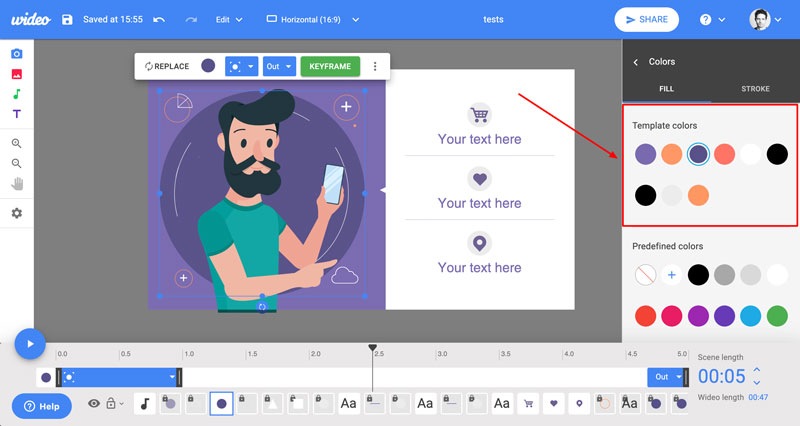 wideo
Saved at 15:55
Edit
Horizontal (16:9)
tests
SHARE
?
REPLACE
Out
KEYFRAME
Colors
FILL
STROKE
Template colors
Your text here
Your text here
Your text here
Predefined colors
T
0.0 0.5 1.0 1.5 2.0 2.5 3.0 3.5 4.0 4.5 5.0
Out
Scene length
00:05
Wideo length 00:47
? Help
Aa Aa Aa Aa